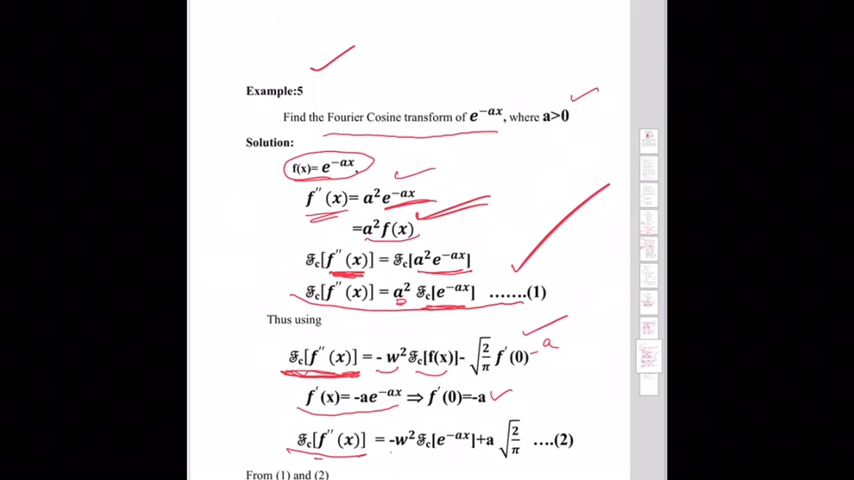 Example:5
Find the Fourier Cosine transform of e^{-ax}, where a>0
Solution:
f(x)= e^{-ax}.
f''(x)= a²e^{-ax}
=a²f(x)
𝔉c[f''(x)] = 𝔉c[a²e^{-ax}]
𝔉c[f''(x)] = a² 𝔉c[e^{-ax}] .......(1)
Thus using
𝔉c[f''(x)] = - w²𝔉c[f(x)]- √(2/π) f'(0) - a
f'(x)= -ae^{-ax} ⇒ f'(0)=-a
𝔉c[f''(x)] = -w²𝔉c[e^{-ax}]+a √(2/π) ....(2)
From (1) and (2)